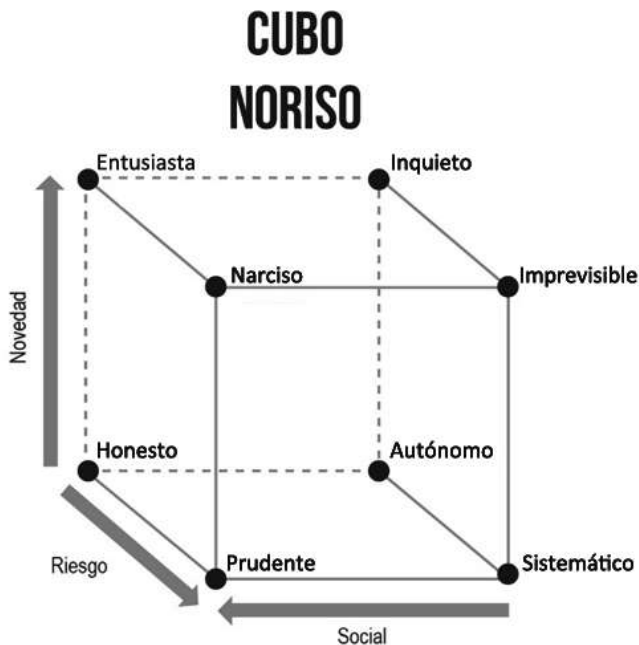 CUBO
NORISO
Entusiasta
Inquieto
Narciso
Imprevisible
Novedad
Honesto
Autónomo
Riesgo
Prudente
Sistemático
Social